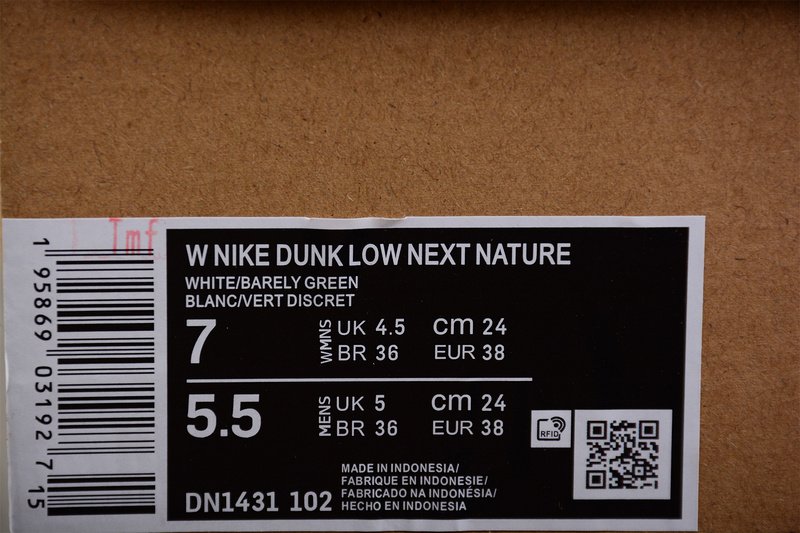 Tmf
W NIKE DUNK LOW NEXT NATURE
WHITE/BARELY GREEN
BLANC/VERT DISCRET
7 WMNS UK 4.5 cm 24
BR 36 EUR 38
5.5 MENS UK 5 cm 24
BR 36 EUR 38
RFID
MADE IN INDONESIA/
FABRIQUE EN INDONESIE/
FABRICADO NA INDONÉSIA/
HECHO EN INDONESIA
DN1431 102
1 95869 03192 7 15